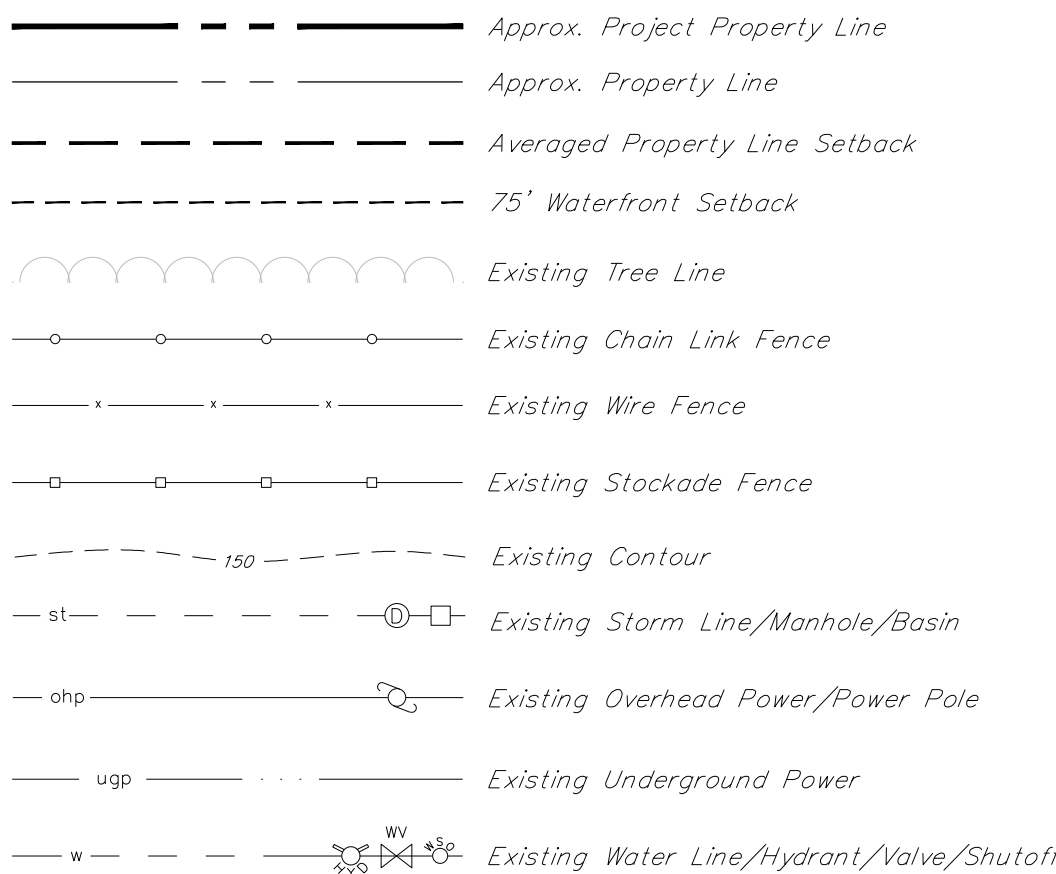 Approx. Project Property Line
Approx. Property Line
Averaged Property Line Setback
75' Waterfront Setback
Existing Tree Line
Existing Chain Link Fence
x x x Existing Wire Fence
Existing Stockade Fence
150 Existing Contour
st D Existing Storm Line/Manhole/Basin
ohp Existing Overhead Power/Power Pole
ugp Existing Underground Power
WV WSO
w HYD Existing Water Line/Hydrant/Valve/Shutoff